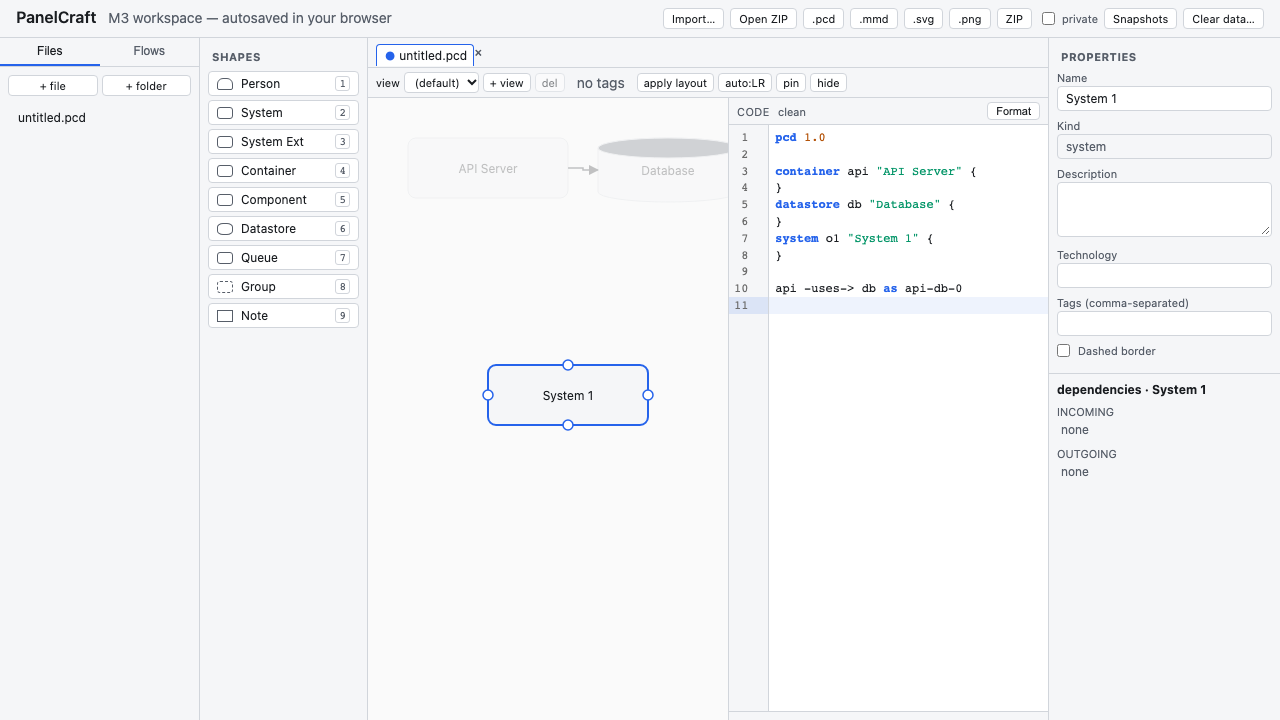 PanelCraft M3 workspace — autosaved in your browser Import... Open ZIP .pcd .mmd .svg .png ZIP private Snapshots Clear data...
Files Flows
+ file + folder
untitled.pcd
SHAPES
Person 1
System 2
System Ext 3
Container 4
Component 5
Datastore 6
Queue 7
Group 8
Note 9
untitled.pcd ×
view (default) + view del no tags apply layout auto:LR pin hide
API Server
Database
System 1
CODE clean Format
1 pcd 1.0
2
3 container api "API Server" {
4 }
5 datastore db "Database" {
6 }
7 system o1 "System 1" {
8 }
9
10 api -uses-> db as api-db-0
11
PROPERTIES
Name
System 1
Kind
system
Description
Technology
Tags (comma-separated)
Dashed border
dependencies · System 1
INCOMING
none
OUTGOING
none